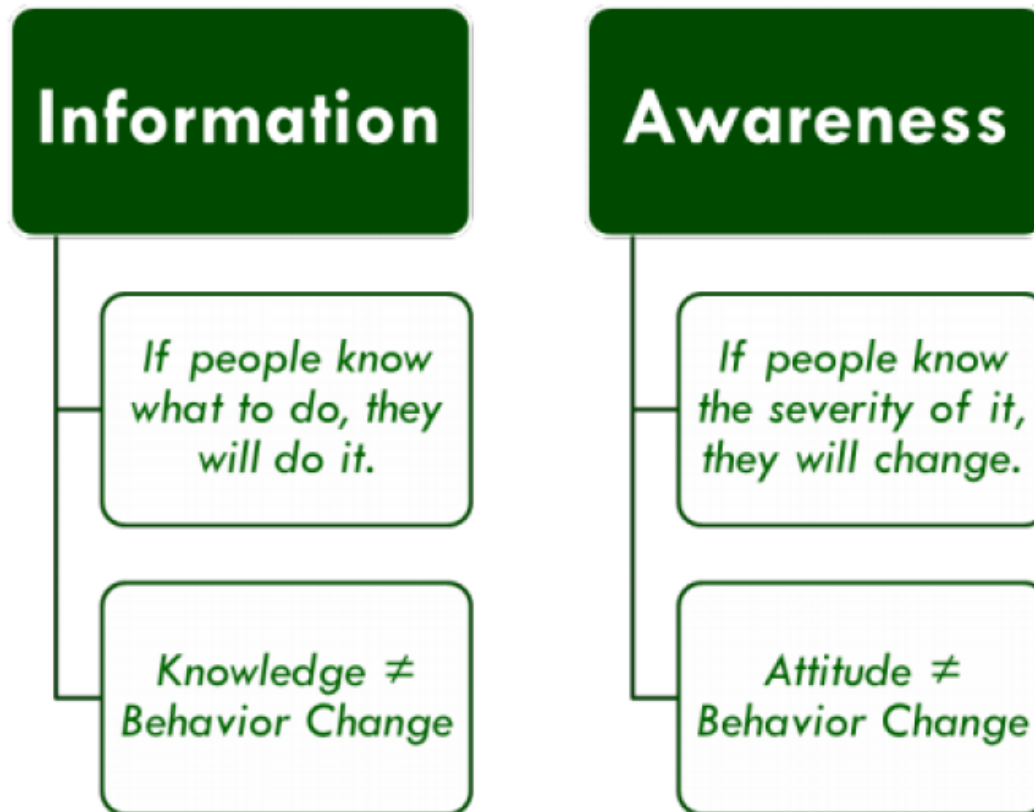 Information
If people know
what to do, they
will do it.
Knowledge ≠
Behavior Change
Awareness
If people know
the severity of it,
they will change.
Attitude ≠
Behavior Change